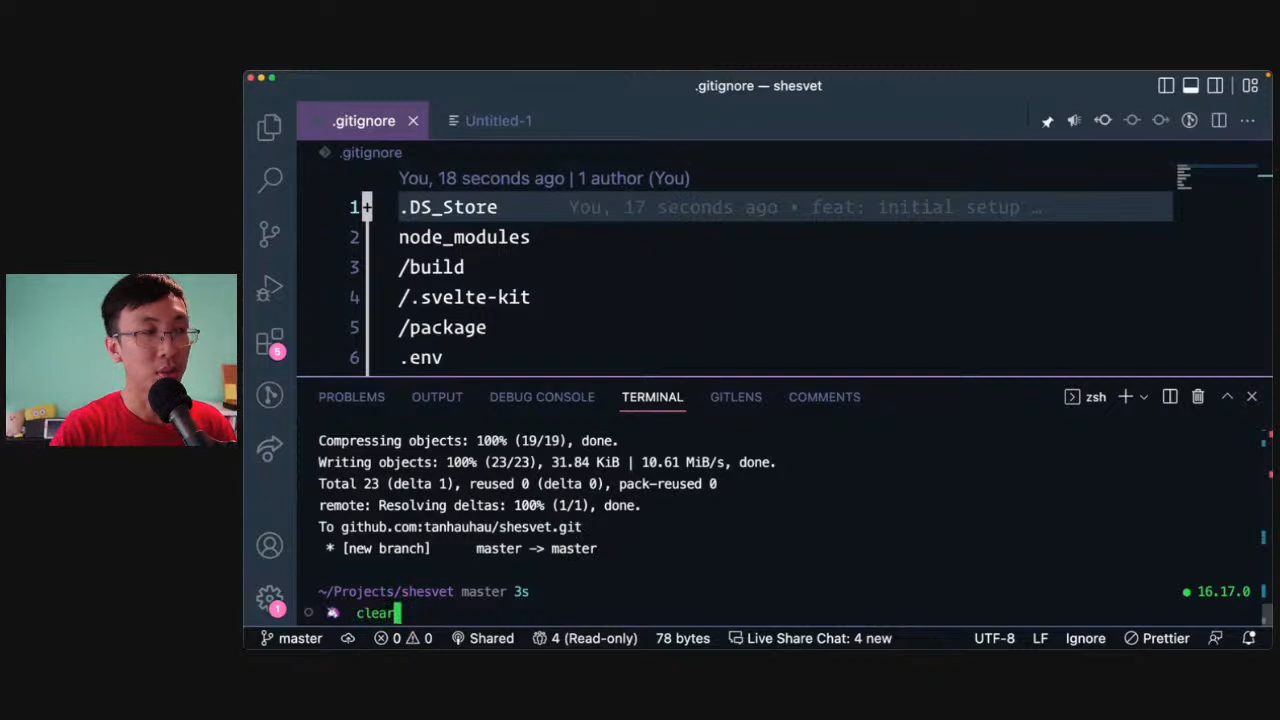 .gitignore — shesvet
.gitignore
Untitled-1
.gitignore
You, 18 seconds ago | 1 author (You)
1 .DS_Store You, 17 seconds ago • feat: initial setup …
2 node_modules
3 /build
4 /.svelte-kit
5 /package
6 .env
5
1
PROBLEMS OUTPUT DEBUG CONSOLE TERMINAL GITLENS COMMENTS zsh
Compressing objects: 100% (19/19), done.
Writing objects: 100% (23/23), 31.84 KiB | 10.61 MiB/s, done.
Total 23 (delta 1), reused 0 (delta 0), pack-reused 0
remote: Resolving deltas: 100% (1/1), done.
To github.com:tanhauhau/shesvet.git
* [new branch] master -> master
~/Projects/shesvet master 3s 16.17.0
clear
master 0 0 Shared 4 (Read-only) 78 bytes Live Share Chat: 4 new UTF-8 LF Ignore Prettier